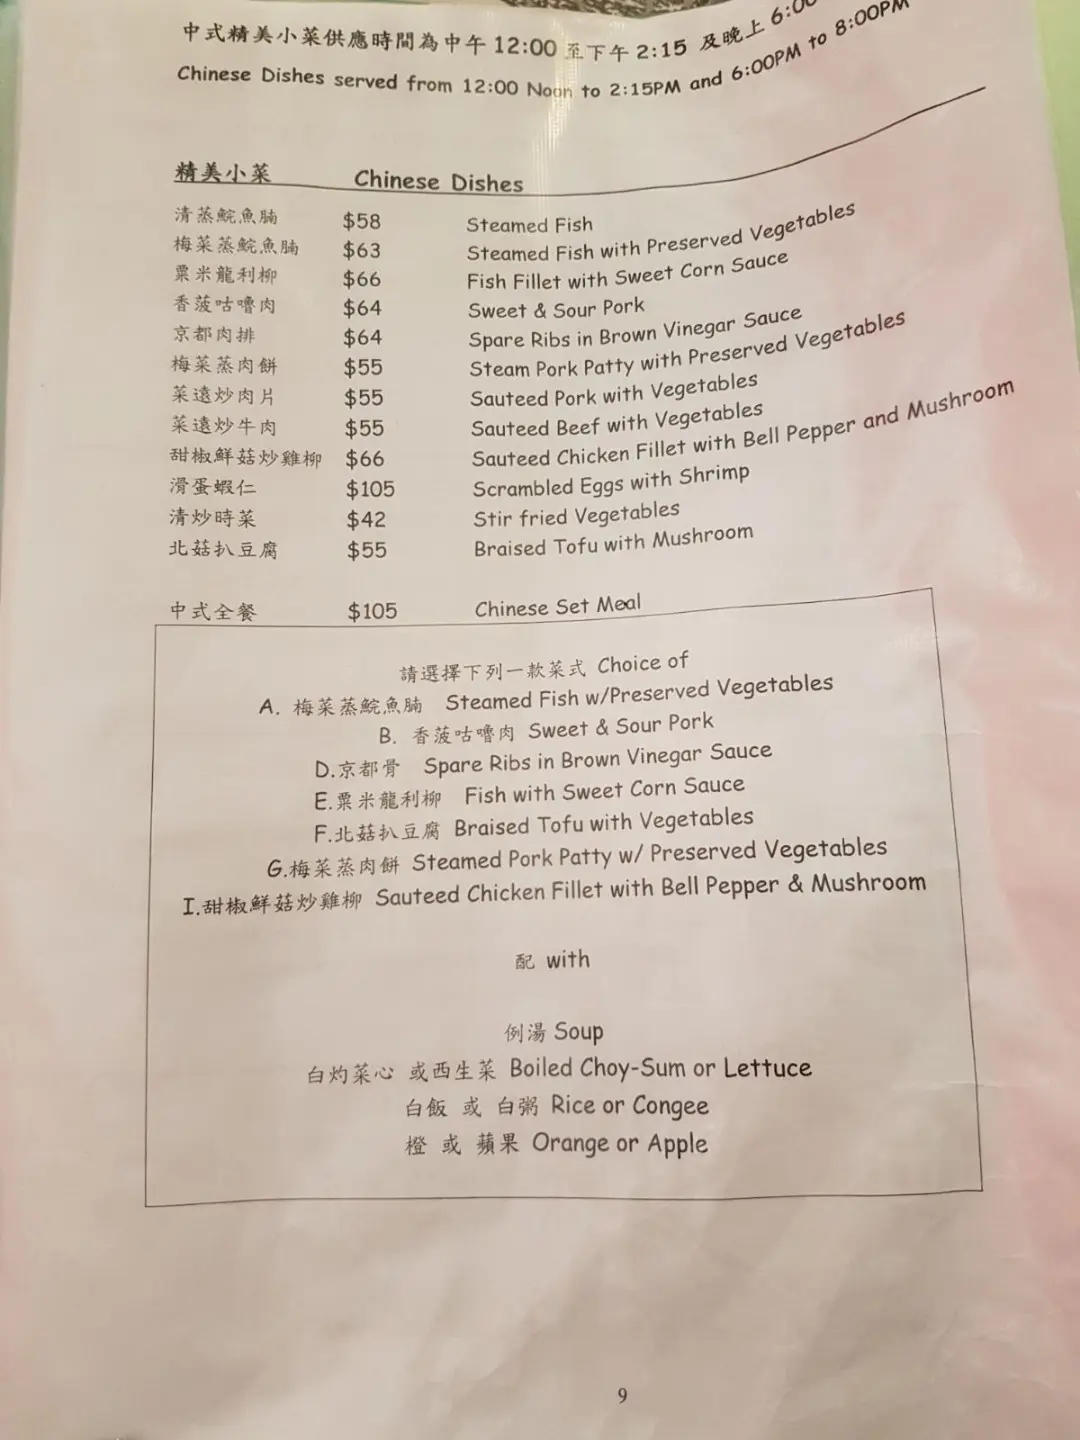 中式精美小菜供應時間為中午 12:00 至下午 2:15 及晚上 6:00
Chinese Dishes served from 12:00 Noon to 2:15PM and 6:00PM to 8:00PM
精美小菜 Chinese Dishes
清蒸鯇魚腩 $58 Steamed Fish
梅菜蒸鯇魚腩 $63 Steamed Fish with Preserved Vegetables
粟米龍利柳 $66 Fish Fillet with Sweet Corn Sauce
香菠咕嚕肉 $64 Sweet & Sour Pork
京都肉排 $64 Spare Ribs in Brown Vinegar Sauce
梅菜蒸肉餅 $55 Steam Pork Patty with Preserved Vegetables
菜遠炒肉片 $55 Sauteed Pork with Vegetables
菜遠炒牛肉 $55 Sauteed Beef with Vegetables
甜椒鮮菇炒雞柳 $66 Sauteed Chicken Fillet with Bell Pepper and Mushroom
滑蛋蝦仁 $105 Scrambled Eggs with Shrimp
清炒時菜 $42 Stir fried Vegetables
北菇扒豆腐 $55 Braised Tofu with Mushroom
中式全餐 $105 Chinese Set Meal
請選擇下列一款菜式 Choice of
A. 梅菜蒸鯇魚腩 Steamed Fish w/Preserved Vegetables
B. 香菠咕嚕肉 Sweet & Sour Pork
D.京都骨 Spare Ribs in Brown Vinegar Sauce
E.粟米龍利柳 Fish with Sweet Corn Sauce
F.北菇扒豆腐 Braised Tofu with Vegetables
G.梅菜蒸肉餅 Steamed Pork Patty w/ Preserved Vegetables
I.甜椒鮮菇炒雞柳 Sauteed Chicken Fillet with Bell Pepper & Mushroom
配 with
例湯 Soup
白灼菜心 或西生菜 Boiled Choy-Sum or Lettuce
白飯 或 白粥 Rice or Congee
橙 或 蘋果 Orange or Apple
9